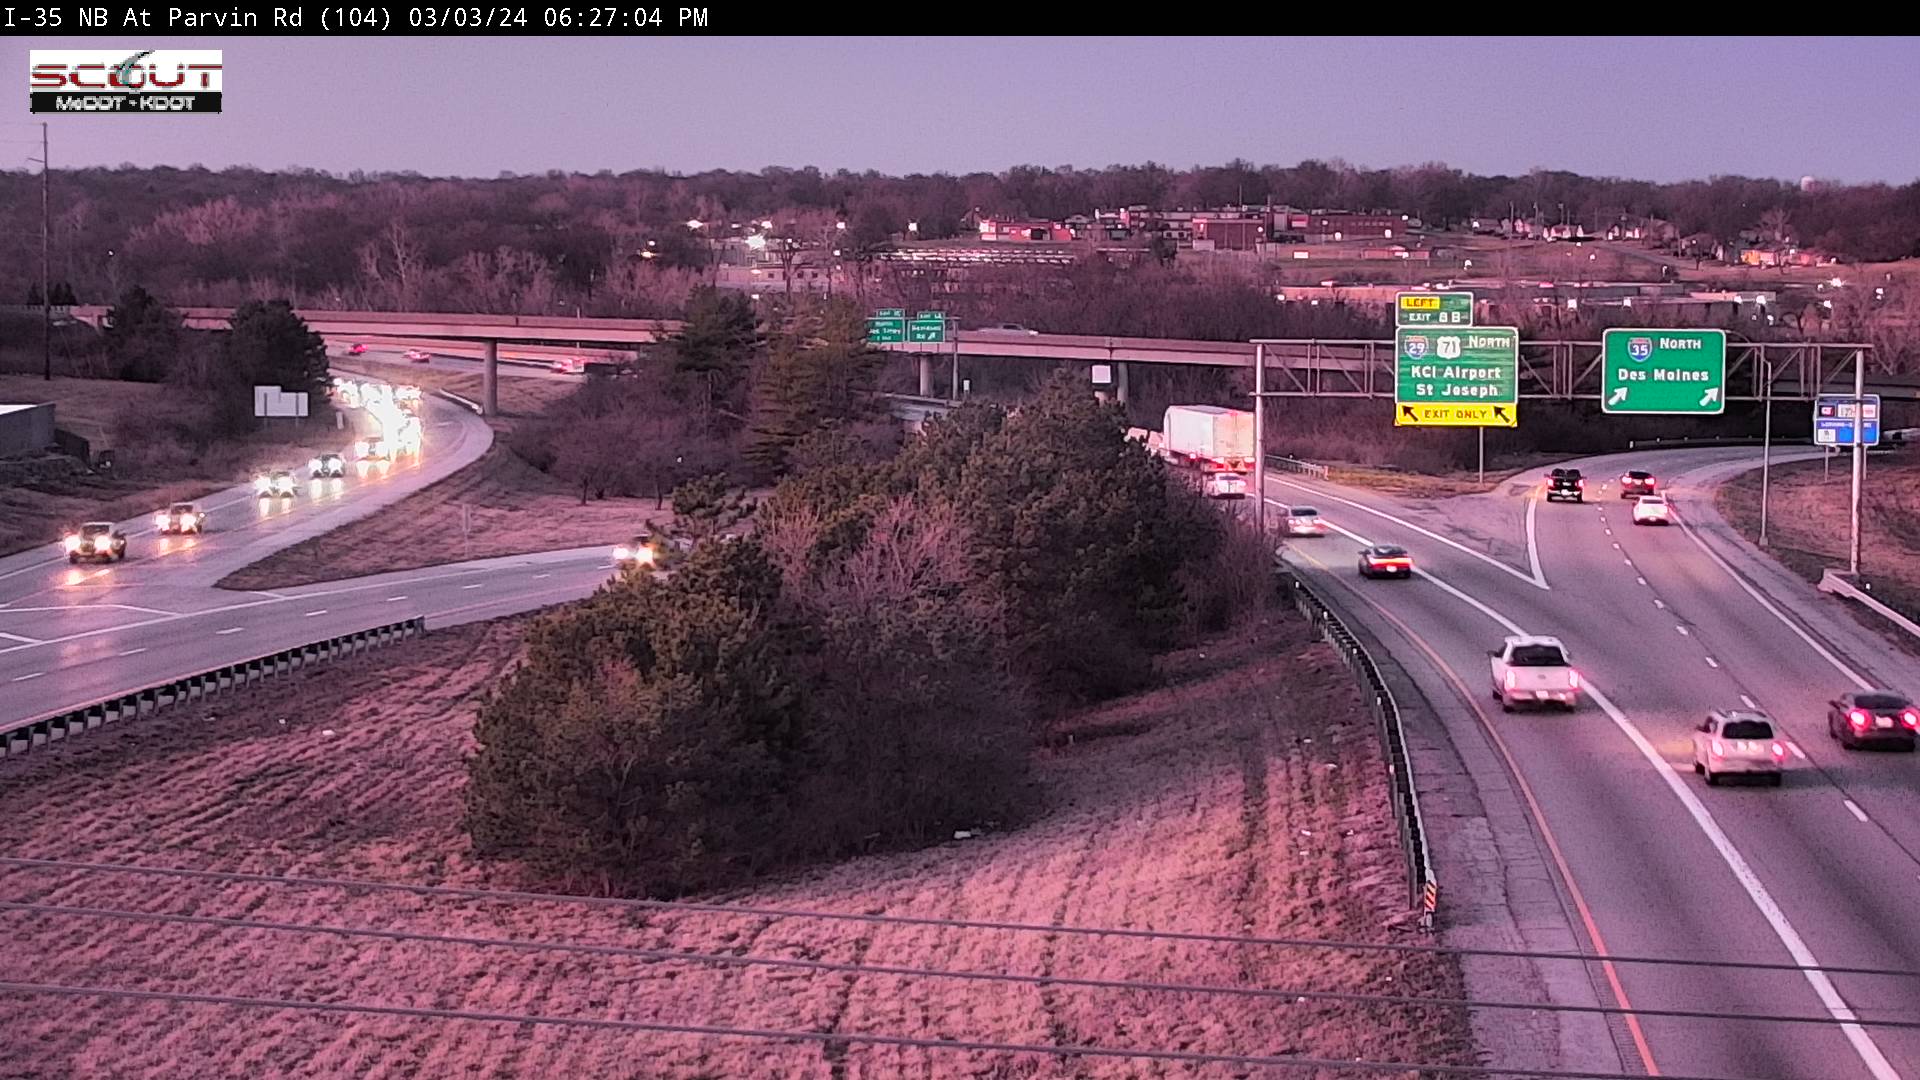 I-35 NB At Parvin Rd (104) 03/03/24 06:27:04 PM
SCOUT
MoDOT - KDOT
LEFT
EXIT 8B
29 71 NORTH
KCI Airport
St Joseph
EXIT ONLY
35 NORTH
Des Moines